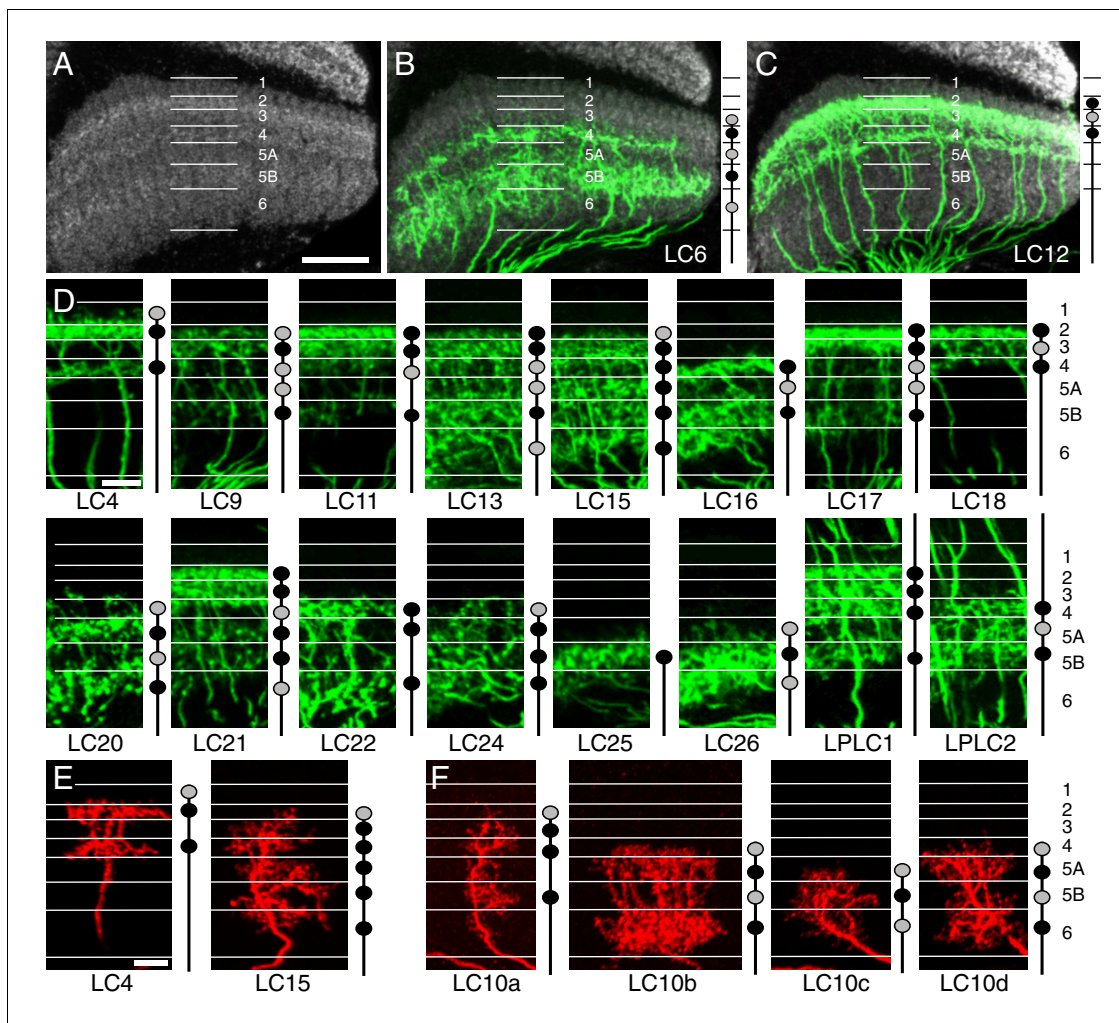 A
1
2
3
4
5A
5B
6
B
1
2
3
4
5A
5B
6
LC6
C
1
2
3
4
5A
5B
6
LC12
D
1
2
3
4
5A
5B
6
LC4 LC9 LC11 LC13 LC15 LC16 LC17 LC18
1
2
3
4
5A
5B
6
LC20 LC21 LC22 LC24 LC25 LC26 LPLC1 LPLC2
E F
1
2
3
4
5A
5B
6
LC4 LC15 LC10a LC10b LC10c LC10d